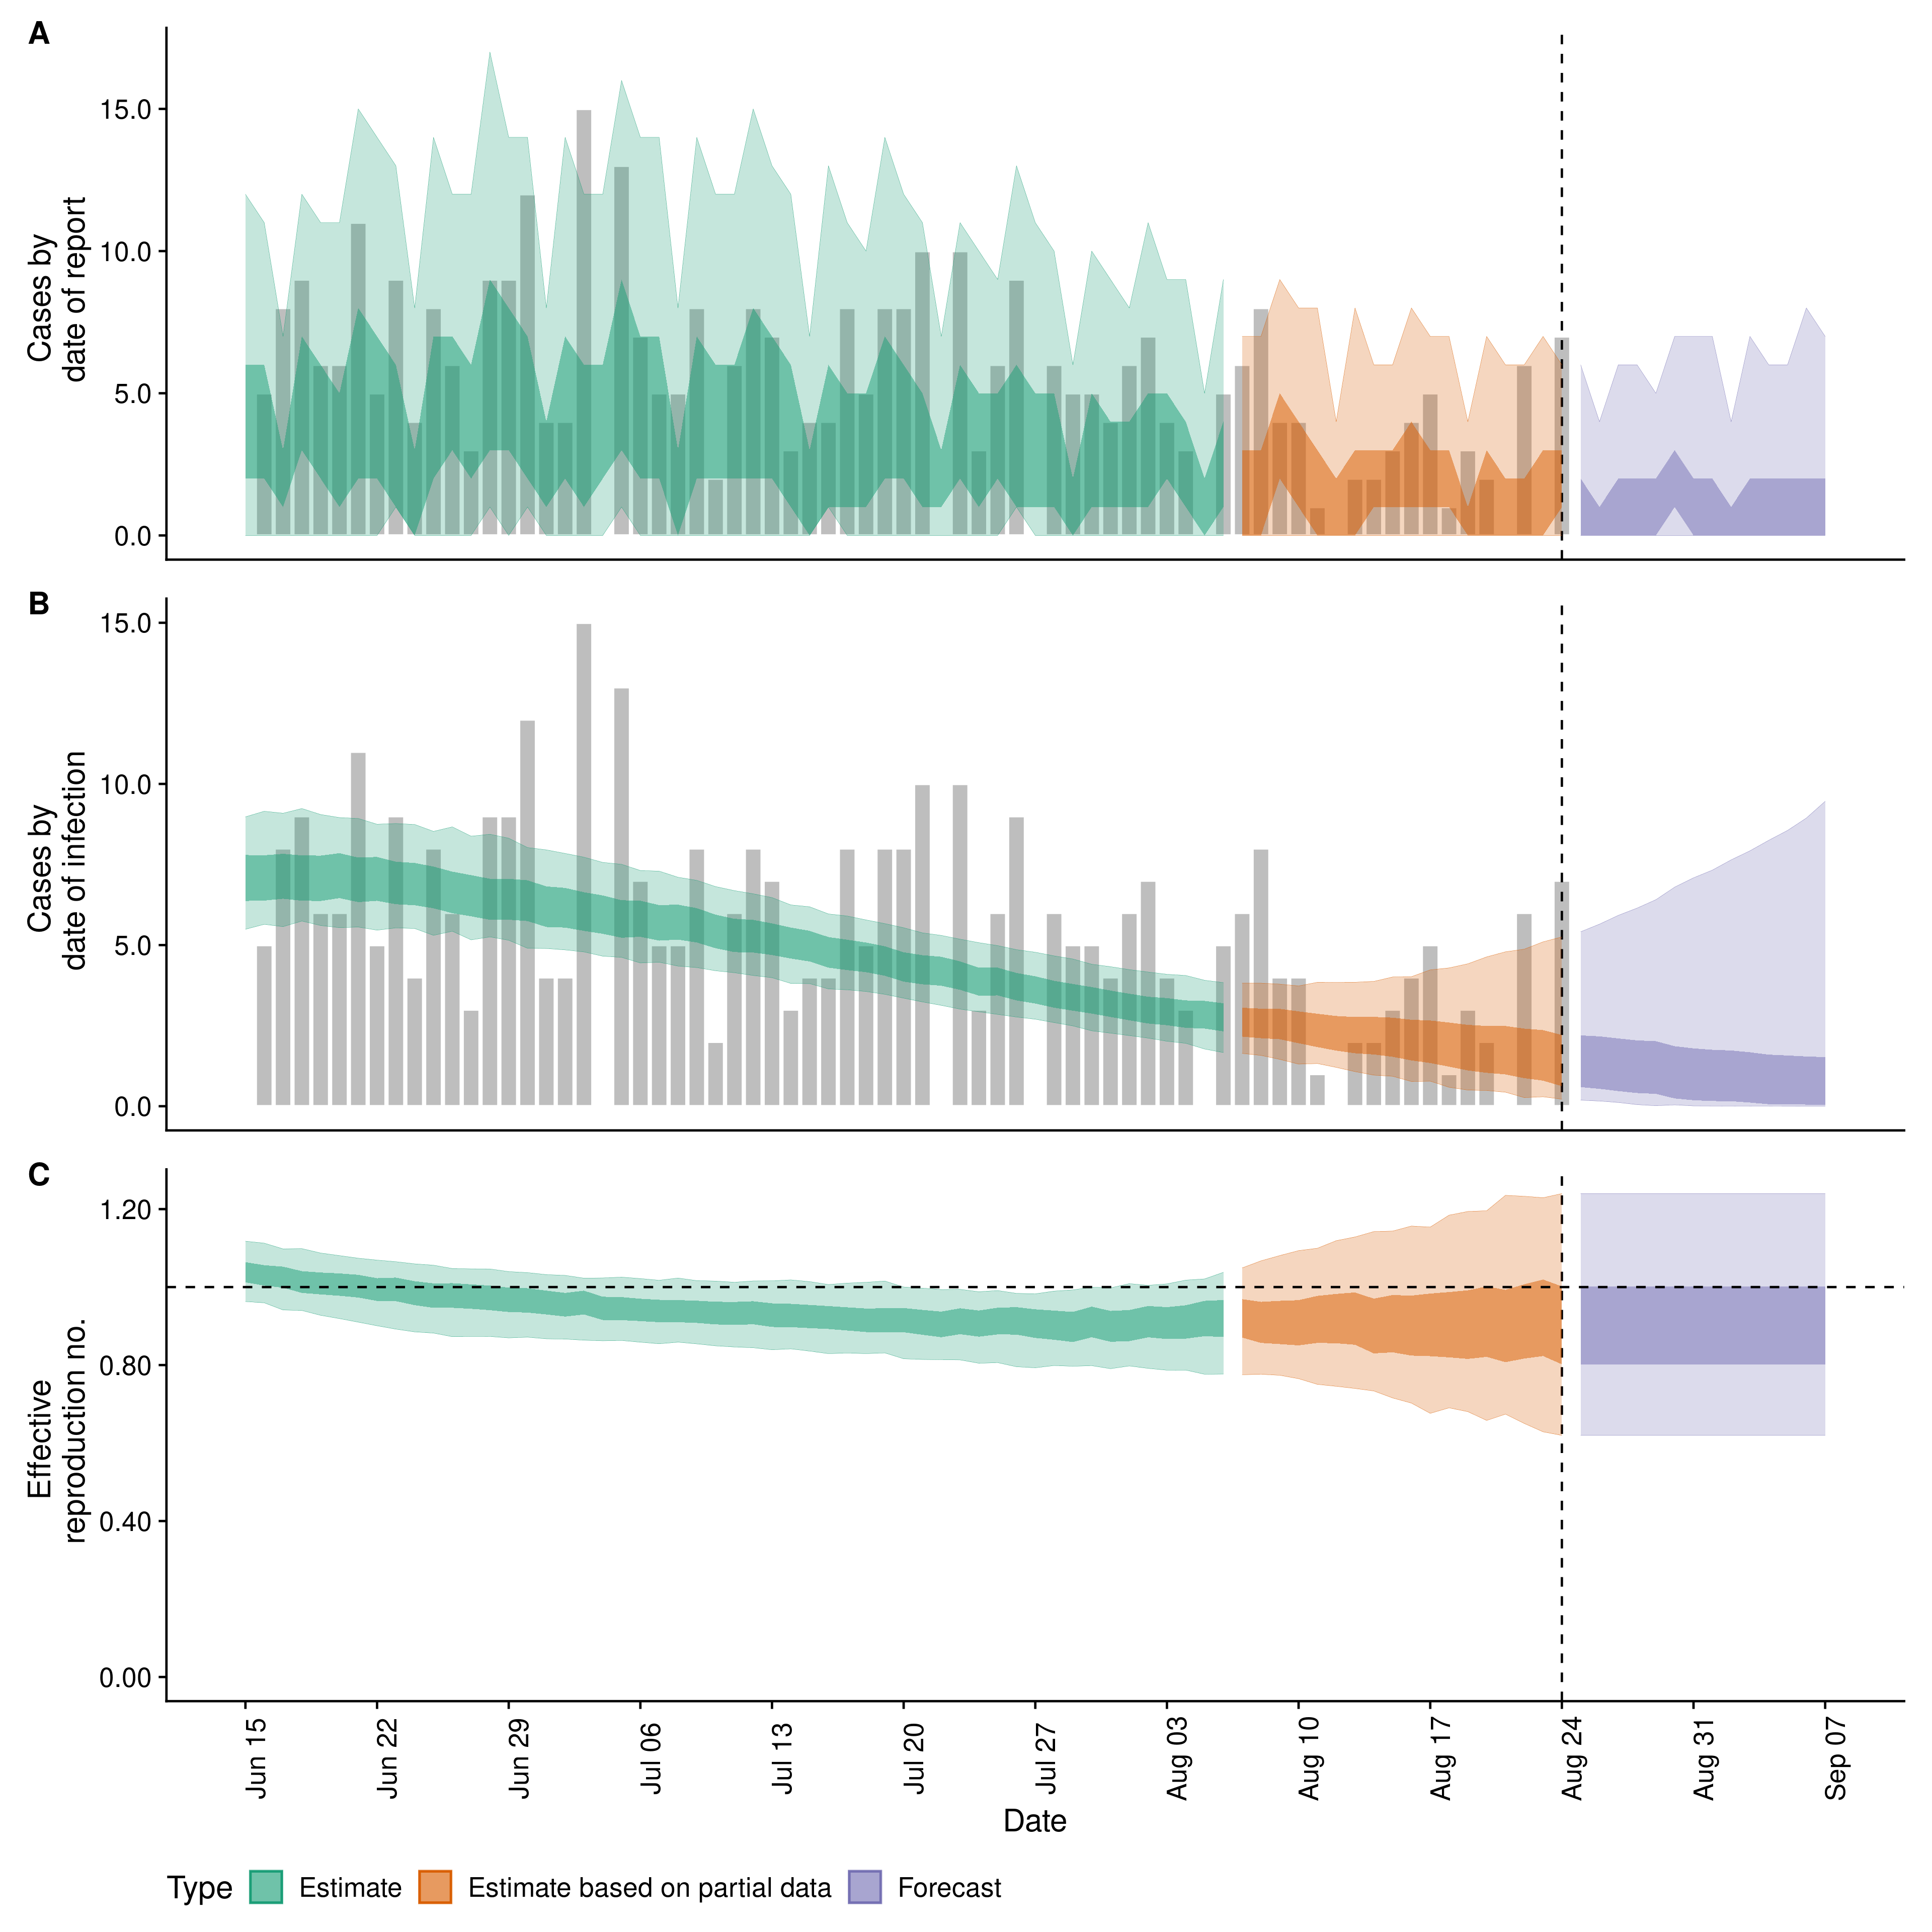 A
Cases by
date of report
15.0
10.0
5.0
0.0
B
Cases by
date of infection
15.0
10.0
5.0
0.0
C
Effective
reproduction no.
1.20
0.80
0.40
0.00
Jun 15
Jun 22
Jun 29
Jul 06
Jul 13
Jul 20
Jul 27
Aug 03
Aug 10
Aug 17
Aug 24
Aug 31
Sep 07
Date
Type Estimate Estimate based on partial data Forecast